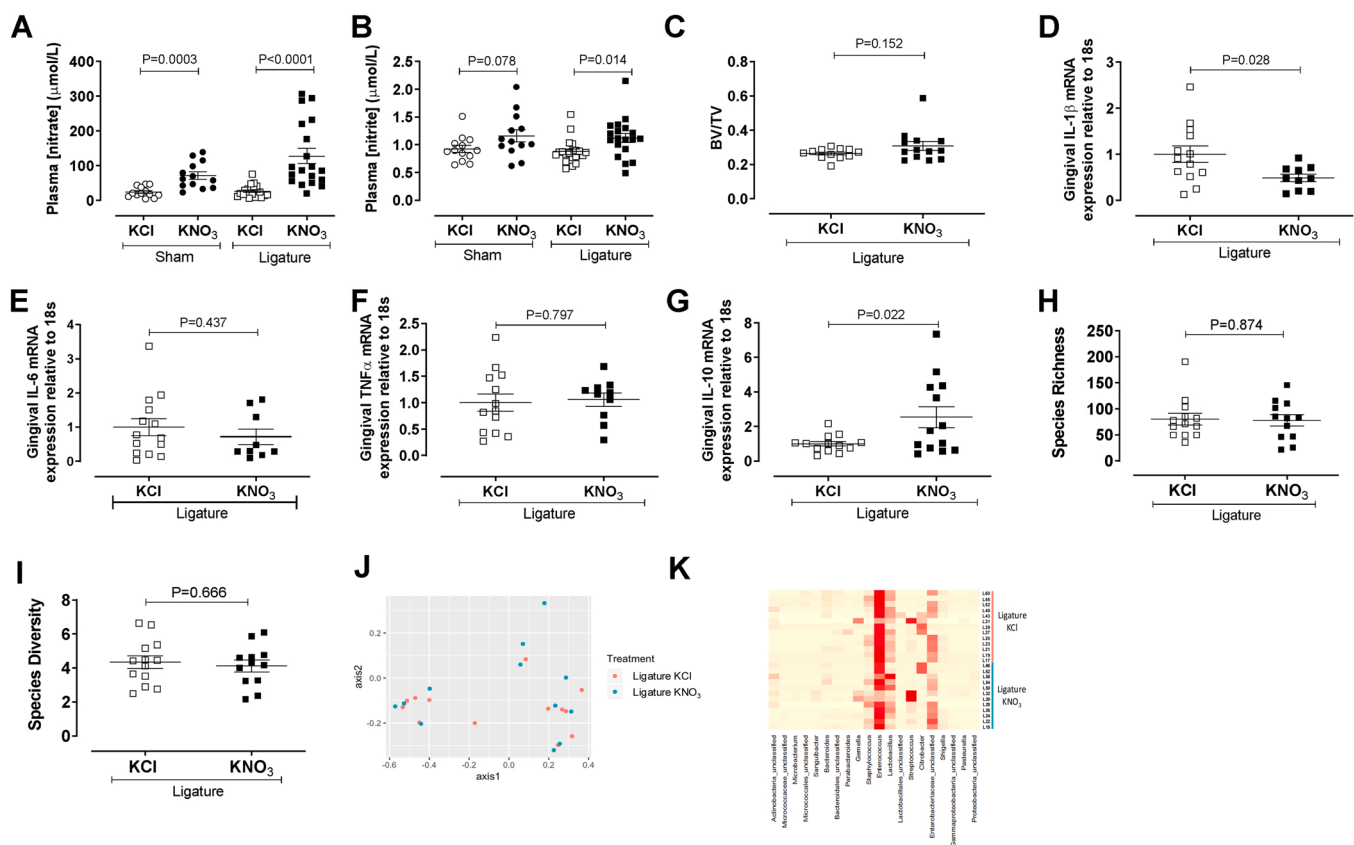 A
Plasma [nitrate] (μmol/L)
400
300
200
100
0
P=0.0003
P<0.0001
KCl
KNO3
KCl
KNO3
Sham
Ligature
B
Plasma [nitrite] (μmol/L)
2.5
2.0
1.5
1.0
0.5
0.0
P=0.078
P=0.014
KCl
KNO3
KCl
KNO3
Sham
Ligature
C
BV/TV
0.8
0.6
0.4
0.2
0.0
P=0.152
KCl
KNO3
Ligature
D
Gingival IL-1β mRNA
expression relative to 18s
3
2
1
0
P=0.028
KCl
KNO3
Ligature
E
Gingival IL-6 mRNA
expression relative to 18s
4
3
2
1
0
P=0.437
KCl
KNO3
Ligature
F
Gingival TNFα mRNA
expression relative to 18s
2.5
2.0
1.5
1.0
0.5
0.0
P=0.797
KCl
KNO3
Ligature
G
Gingival IL-10 mRNA
expression relative to 18s
8
6
4
2
0
P=0.022
KCl
KNO3
Ligature
H
Species Richness
250
200
150
100
50
0
P=0.874
KCl
KNO3
Ligature
I
Species Diversity
8
6
4
2
0
P=0.666
KCl
KNO3
Ligature
J
axis2
0.2
0.0
-0.2
-0.6
-0.4
-0.2
0.0
0.2
0.4
axis1
Treatment
Ligature KCl
Ligature KNO3
K
Ligature
KCl
Ligature
KNO3
Actinobacteria_unclassified
Micrococcaceae_unclassified
Microbacterium
Micrococcales_unclassified
Sanguibacter
Bacteroides
Bacteroidales_unclassified
Parabacteroides
Gemella
Staphylococcus
Enterococcus
Lactobacillus
Lactobacillales_unclassified
Streptococcus
Citrobacter
Enterobacteriaceae_unclassified
Shigella
Gammaproteobacteria_unclassified
Pasteurella
Proteobacteria_unclassified